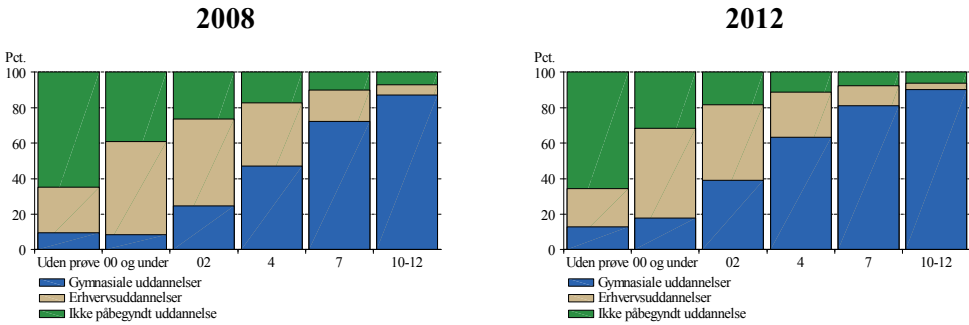 2008
Pct.
100
80
60
40
20
0
Uden prøve 00 og under 02 4 7 10-12
Gymnasiale uddannelser
Erhvervsuddannelser
Ikke påbegyndt uddannelse
2012
Pct.
100
80
60
40
20
0
Uden prøve 00 og under 02 4 7 10-12
Gymnasiale uddannelser
Erhvervsuddannelser
Ikke påbegyndt uddannelse